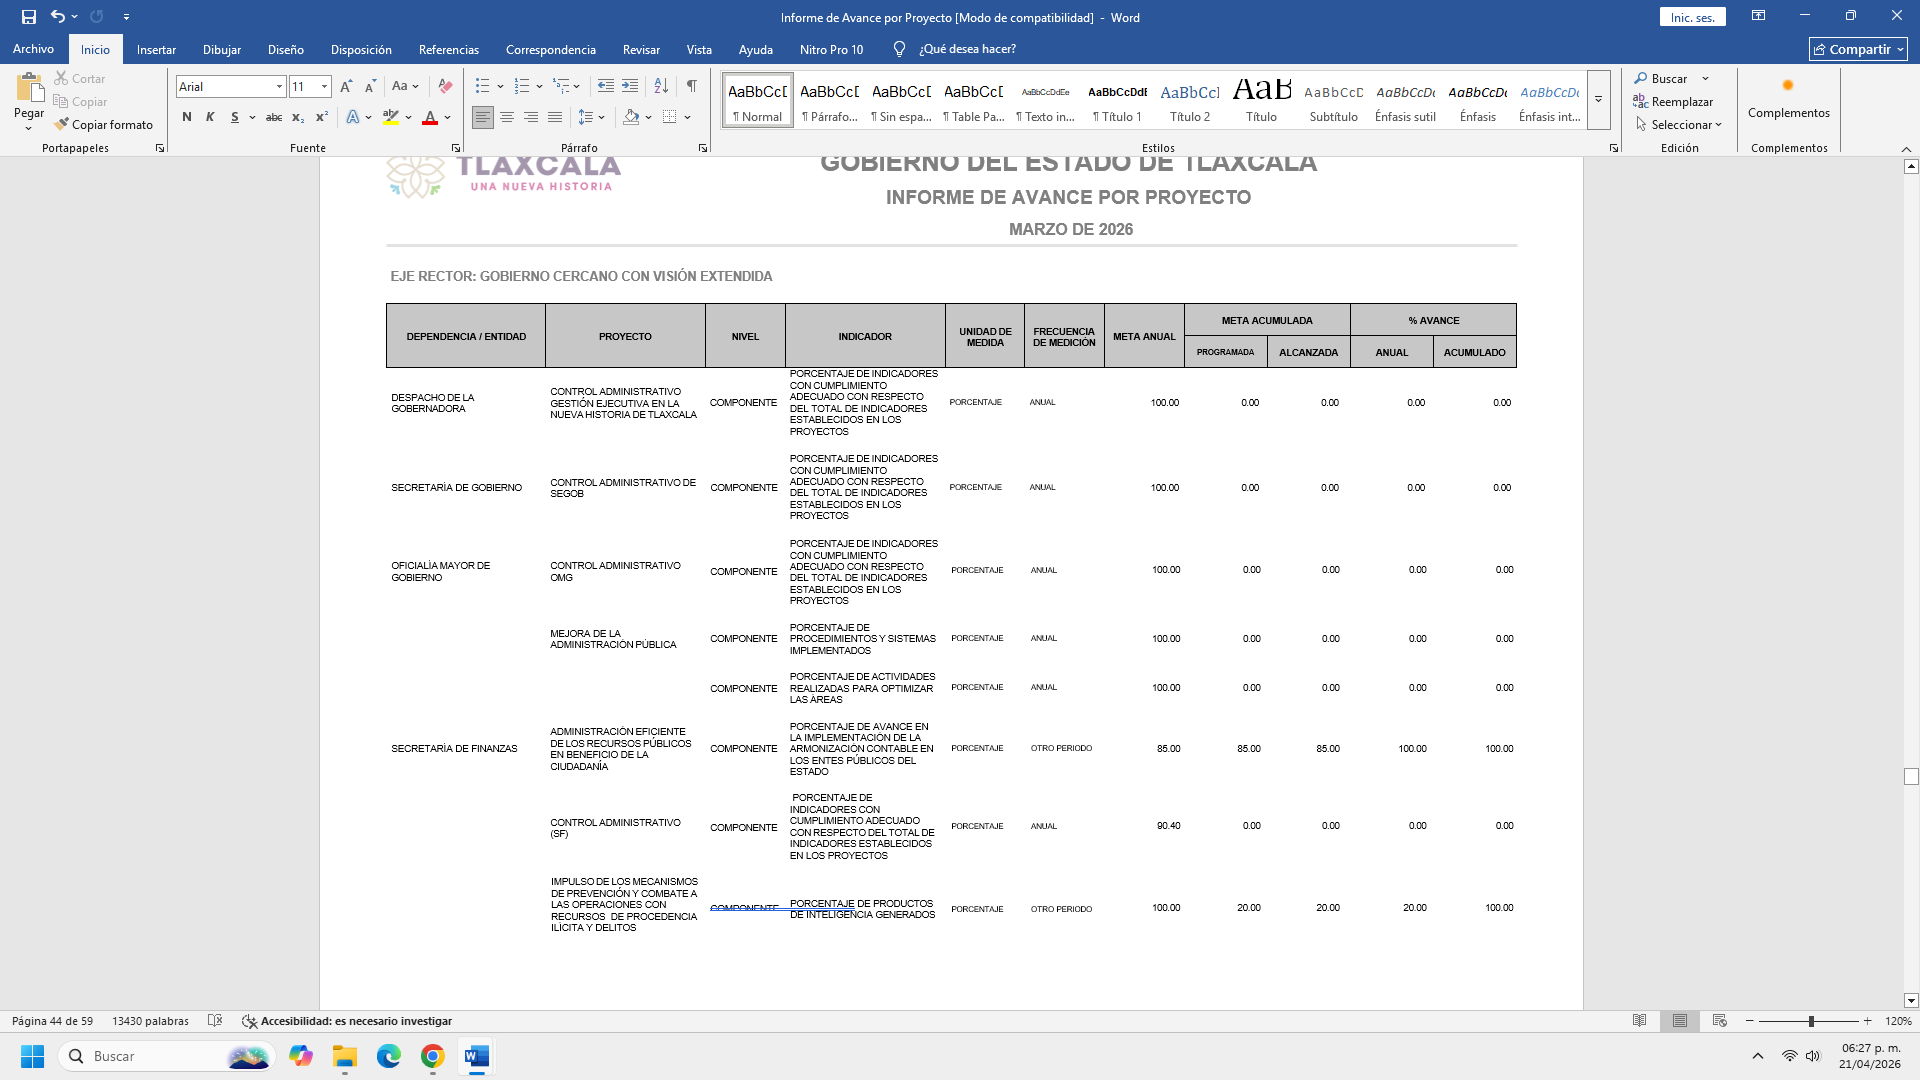 Informe de Avance por Proyecto [Modo de compatibilidad] - Word
Inic. ses.
Archivo Inicio Insertar Dibujar Diseño Disposición Referencias Correspondencia Revisar Vista Ayuda Nitro Pro 10 ¿Qué desea hacer? Compartir
Pegar
Cortar
Copiar
Copiar formato
Portapapeles
Arial 11 Aa
N K S abc x₂ x²
Fuente
Párrafo
AaBbCcD ¶ Normal
AaBbCcD ¶ Párrafo...
AaBbCcD ¶ Sin espa...
AaBbCcD ¶ Table Pa...
AaBbCcDdEe ¶ Texto in...
AaBbCcDdE ¶ Título 1
AaBbCcI Título 2
AaB Título
AaBbCcD Subtítulo
AaBbCcDc Énfasis sutil
AaBbCcDc Énfasis
AaBbCcDc Énfasis int...
Estilos
Buscar
Reemplazar
Seleccionar
Edición
Complementos
Complementos
TLAXCALA
UNA NUEVA HISTORIA
GOBIERNO DEL ESTADO DE TLAXCALA
INFORME DE AVANCE POR PROYECTO
MARZO DE 2026
EJE RECTOR: GOBIERNO CERCANO CON VISIÓN EXTENDIDA
DEPENDENCIA / ENTIDAD PROYECTO NIVEL INDICADOR UNIDAD DE MEDIDA FRECUENCIA DE MEDICIÓN META ANUAL META ACUMULADA % AVANCE
PROGRAMADA ALCANZADA ANUAL ACUMULADO
DESPACHO DE LA GOBERNADORA CONTROL ADMINISTRATIVO GESTIÓN EJECUTIVA EN LA NUEVA HISTORIA DE TLAXCALA COMPONENTE PORCENTAJE DE INDICADORES CON CUMPLIMIENTO ADECUADO CON RESPECTO DEL TOTAL DE INDICADORES ESTABLECIDOS EN LOS PROYECTOS PORCENTAJE ANUAL 100.00 0.00 0.00 0.00 0.00
SECRETARÍA DE GOBIERNO CONTROL ADMINISTRATIVO DE SEGOB COMPONENTE PORCENTAJE DE INDICADORES CON CUMPLIMIENTO ADECUADO CON RESPECTO DEL TOTAL DE INDICADORES ESTABLECIDOS EN LOS PROYECTOS PORCENTAJE ANUAL 100.00 0.00 0.00 0.00 0.00
OFICIALÍA MAYOR DE GOBIERNO CONTROL ADMINISTRATIVO OMG COMPONENTE PORCENTAJE DE INDICADORES CON CUMPLIMIENTO ADECUADO CON RESPECTO DEL TOTAL DE INDICADORES ESTABLECIDOS EN LOS PROYECTOS PORCENTAJE ANUAL 100.00 0.00 0.00 0.00 0.00
MEJORA DE LA ADMINISTRACIÓN PÚBLICA COMPONENTE PORCENTAJE DE PROCEDIMIENTOS Y SISTEMAS IMPLEMENTADOS PORCENTAJE ANUAL 100.00 0.00 0.00 0.00 0.00
COMPONENTE PORCENTAJE DE ACTIVIDADES REALIZADAS PARA OPTIMIZAR LAS ÁREAS PORCENTAJE ANUAL 100.00 0.00 0.00 0.00 0.00
SECRETARÍA DE FINANZAS ADMINISTRACIÓN EFICIENTE DE LOS RECURSOS PÚBLICOS EN BENEFICIO DE LA CIUDADANÍA COMPONENTE PORCENTAJE DE AVANCE EN LA IMPLEMENTACIÓN DE LA ARMONIZACIÓN CONTABLE EN LOS ENTES PÚBLICOS DEL ESTADO PORCENTAJE OTRO PERIODO 85.00 85.00 85.00 100.00 100.00
CONTROL ADMINISTRATIVO (SF) COMPONENTE PORCENTAJE DE INDICADORES CON CUMPLIMIENTO ADECUADO CON RESPECTO DEL TOTAL DE INDICADORES ESTABLECIDOS EN LOS PROYECTOS PORCENTAJE ANUAL 90.40 0.00 0.00 0.00 0.00
IMPULSO DE LOS MECANISMOS DE PREVENCIÓN Y COMBATE A LAS OPERACIONES CON RECURSOS DE PROCEDENCIA ILÍCITA Y DELITOS COMPONENTE PORCENTAJE DE PRODUCTOS DE INTELIGENCIA GENERADOS PORCENTAJE OTRO PERIODO 100.00 20.00 20.00 20.00 100.00
Página 44 de 59 13430 palabras Accesibilidad: es necesario investigar 120%
Buscar
06:27 p. m.
21/04/2026